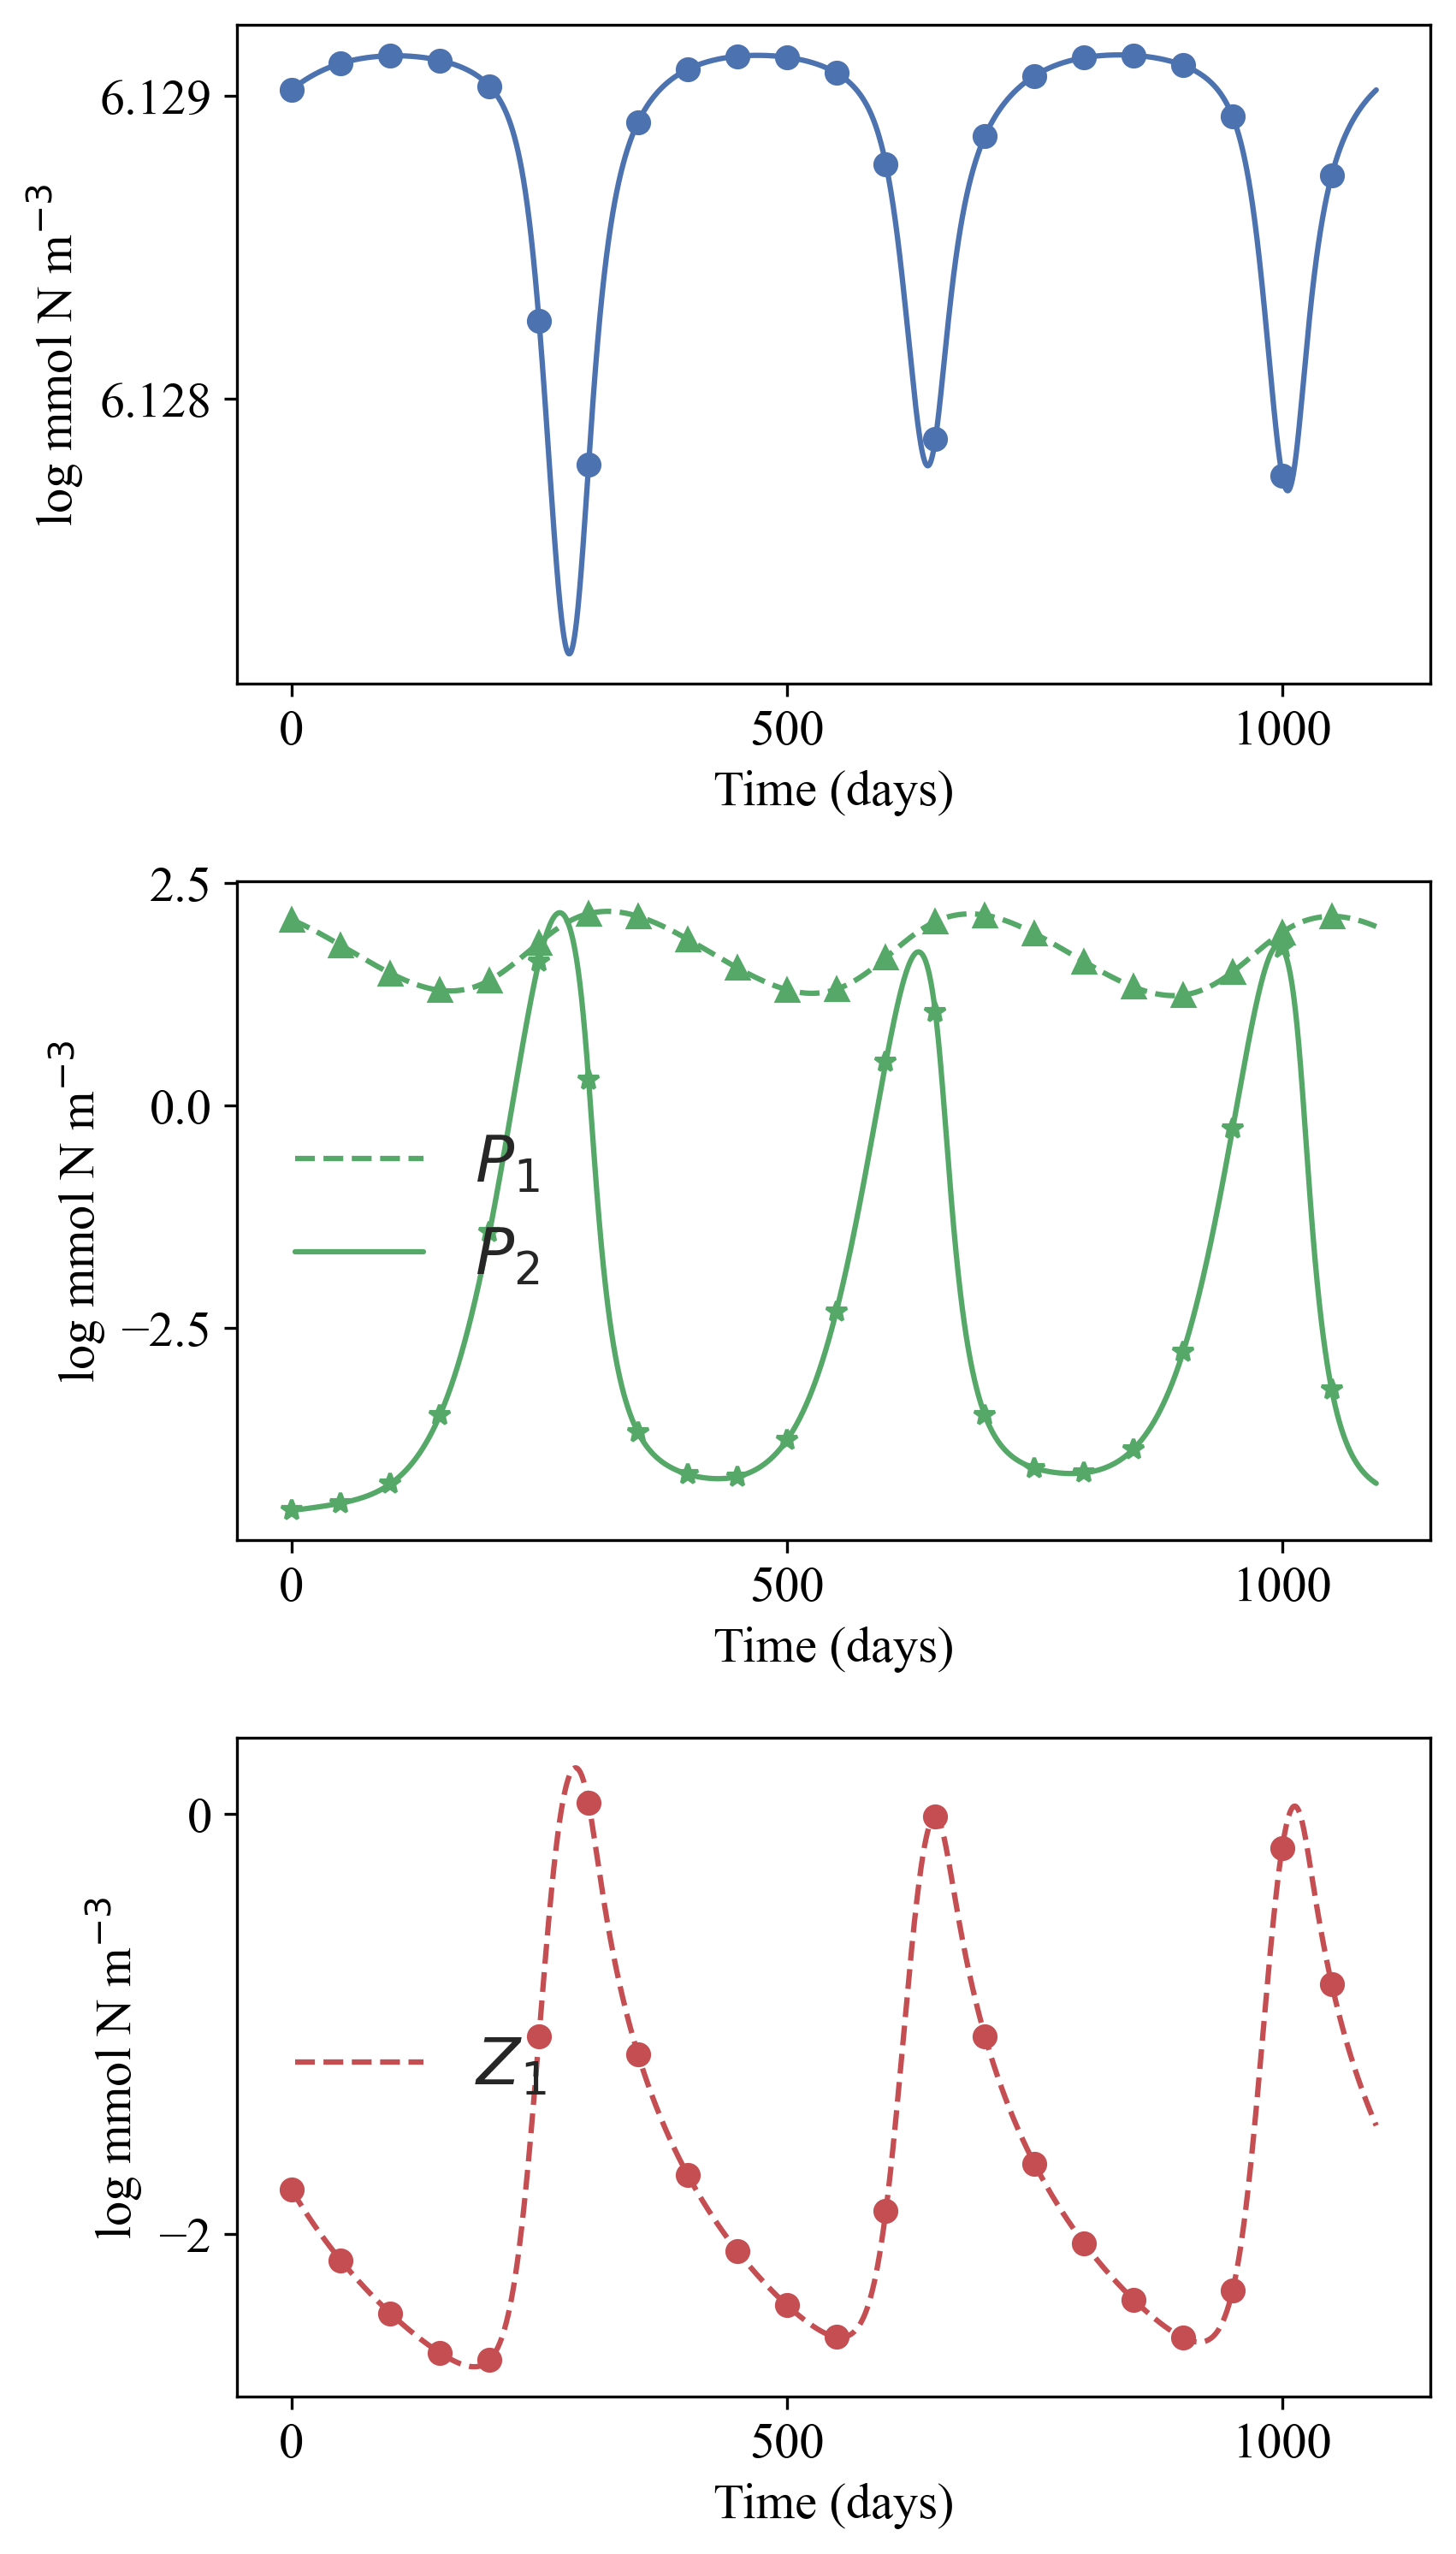 6.129
6.128
log mmol N m⁻³
0 500 1000
Time (days)
2.5
0.0
−2.5
log mmol N m⁻³
P₁
P₂
0 500 1000
Time (days)
0
−2
log mmol N m⁻³
Z₁
0 500 1000
Time (days)